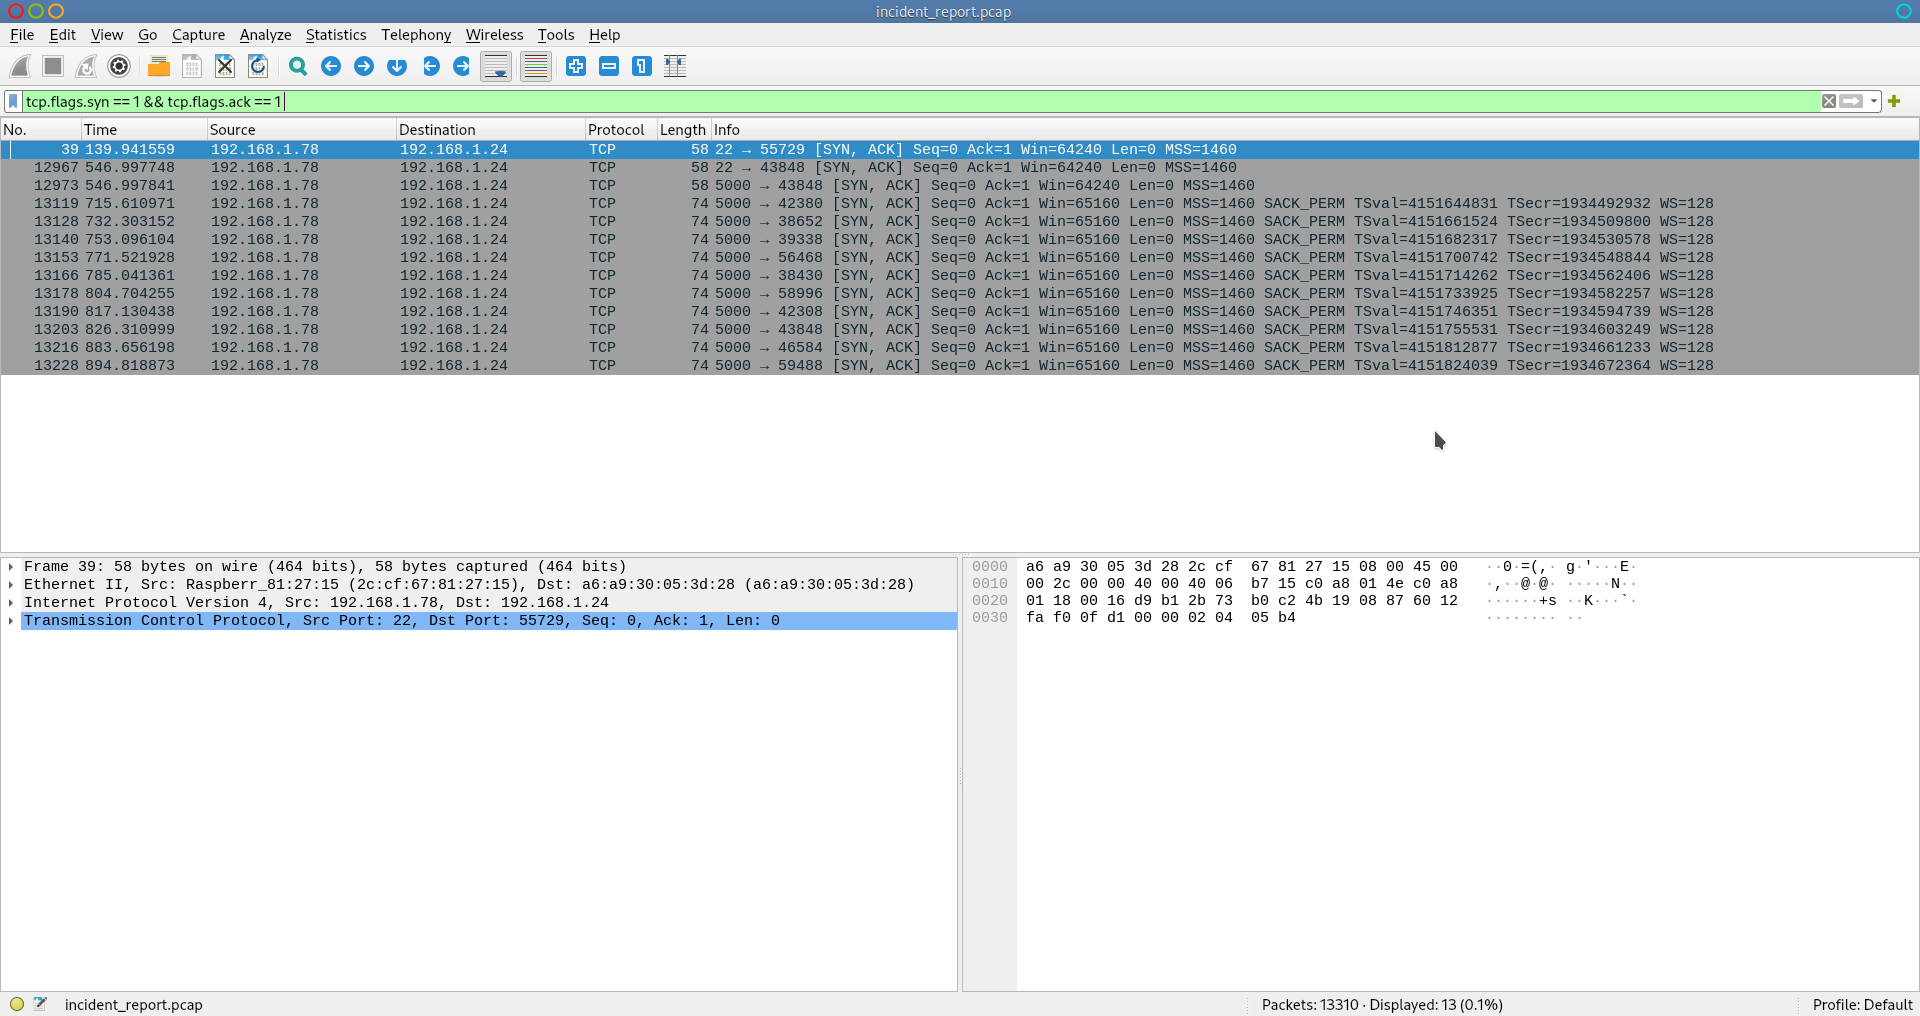 incident_report.pcap
File Edit View Go Capture Analyze Statistics Telephony Wireless Tools Help
tcp.flags.syn == 1 && tcp.flags.ack == 1
No. Time Source Destination Protocol Length Info
39 139.941559 192.168.1.78 192.168.1.24 TCP 58 22 → 55729 [SYN, ACK] Seq=0 Ack=1 Win=64240 Len=0 MSS=1460
12967 546.997748 192.168.1.78 192.168.1.24 TCP 58 22 → 43848 [SYN, ACK] Seq=0 Ack=1 Win=64240 Len=0 MSS=1460
12973 546.997841 192.168.1.78 192.168.1.24 TCP 58 5000 → 43848 [SYN, ACK] Seq=0 Ack=1 Win=64240 Len=0 MSS=1460
13119 715.610971 192.168.1.78 192.168.1.24 TCP 74 5000 → 42380 [SYN, ACK] Seq=0 Ack=1 Win=65160 Len=0 MSS=1460 SACK_PERM TSval=4151644831 TSecr=1934492932 WS=128
13128 732.303152 192.168.1.78 192.168.1.24 TCP 74 5000 → 38652 [SYN, ACK] Seq=0 Ack=1 Win=65160 Len=0 MSS=1460 SACK_PERM TSval=4151661524 TSecr=1934509800 WS=128
13140 753.096104 192.168.1.78 192.168.1.24 TCP 74 5000 → 39338 [SYN, ACK] Seq=0 Ack=1 Win=65160 Len=0 MSS=1460 SACK_PERM TSval=4151682317 TSecr=1934530578 WS=128
13153 771.521928 192.168.1.78 192.168.1.24 TCP 74 5000 → 56468 [SYN, ACK] Seq=0 Ack=1 Win=65160 Len=0 MSS=1460 SACK_PERM TSval=4151700742 TSecr=1934548844 WS=128
13166 785.041361 192.168.1.78 192.168.1.24 TCP 74 5000 → 38430 [SYN, ACK] Seq=0 Ack=1 Win=65160 Len=0 MSS=1460 SACK_PERM TSval=4151714262 TSecr=1934562406 WS=128
13178 804.704255 192.168.1.78 192.168.1.24 TCP 74 5000 → 58996 [SYN, ACK] Seq=0 Ack=1 Win=65160 Len=0 MSS=1460 SACK_PERM TSval=4151733925 TSecr=1934582257 WS=128
13190 817.130438 192.168.1.78 192.168.1.24 TCP 74 5000 → 42308 [SYN, ACK] Seq=0 Ack=1 Win=65160 Len=0 MSS=1460 SACK_PERM TSval=4151746351 TSecr=1934594739 WS=128
13203 826.310999 192.168.1.78 192.168.1.24 TCP 74 5000 → 43848 [SYN, ACK] Seq=0 Ack=1 Win=65160 Len=0 MSS=1460 SACK_PERM TSval=4151755531 TSecr=1934603249 WS=128
13216 883.656198 192.168.1.78 192.168.1.24 TCP 74 5000 → 46584 [SYN, ACK] Seq=0 Ack=1 Win=65160 Len=0 MSS=1460 SACK_PERM TSval=4151812877 TSecr=1934661233 WS=128
13228 894.818873 192.168.1.78 192.168.1.24 TCP 74 5000 → 59488 [SYN, ACK] Seq=0 Ack=1 Win=65160 Len=0 MSS=1460 SACK_PERM TSval=4151824039 TSecr=1934672364 WS=128
Frame 39: 58 bytes on wire (464 bits), 58 bytes captured (464 bits)
Ethernet II, Src: Raspberr_81:27:15 (2c:cf:67:81:27:15), Dst: a6:a9:30:05:3d:28 (a6:a9:30:05:3d:28)
Internet Protocol Version 4, Src: 192.168.1.78, Dst: 192.168.1.24
Transmission Control Protocol, Src Port: 22, Dst Port: 55729, Seq: 0, Ack: 1, Len: 0
0000 a6 a9 30 05 3d 28 2c cf 67 81 27 15 08 00 45 00 ··0·=(,· g·'···E·
0010 00 2c 00 00 40 00 40 06 b7 15 c0 a8 01 4e c0 a8 ·,··@·@· ·····N··
0020 01 18 00 16 d9 b1 2b 73 b0 c2 4b 19 08 87 60 12 ······+s ··K···`·
0030 fa f0 0f d1 00 00 02 04 05 b4 ········ ··
incident_report.pcap
Packets: 13310 · Displayed: 13 (0.1%)
Profile: Default